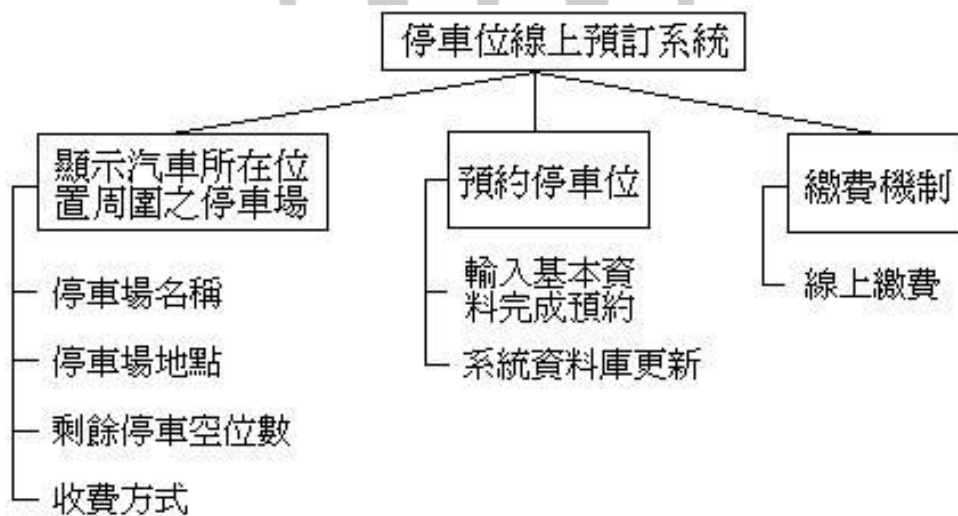 停車位線上預訂系統
顯示汽車所在位
置周圍之停車場
停車場名稱
停車場地點
剩餘停車空位數
收費方式
預約停車位
輸入基本資
料完成預約
系統資料庫更新
繳費機制
線上繳費